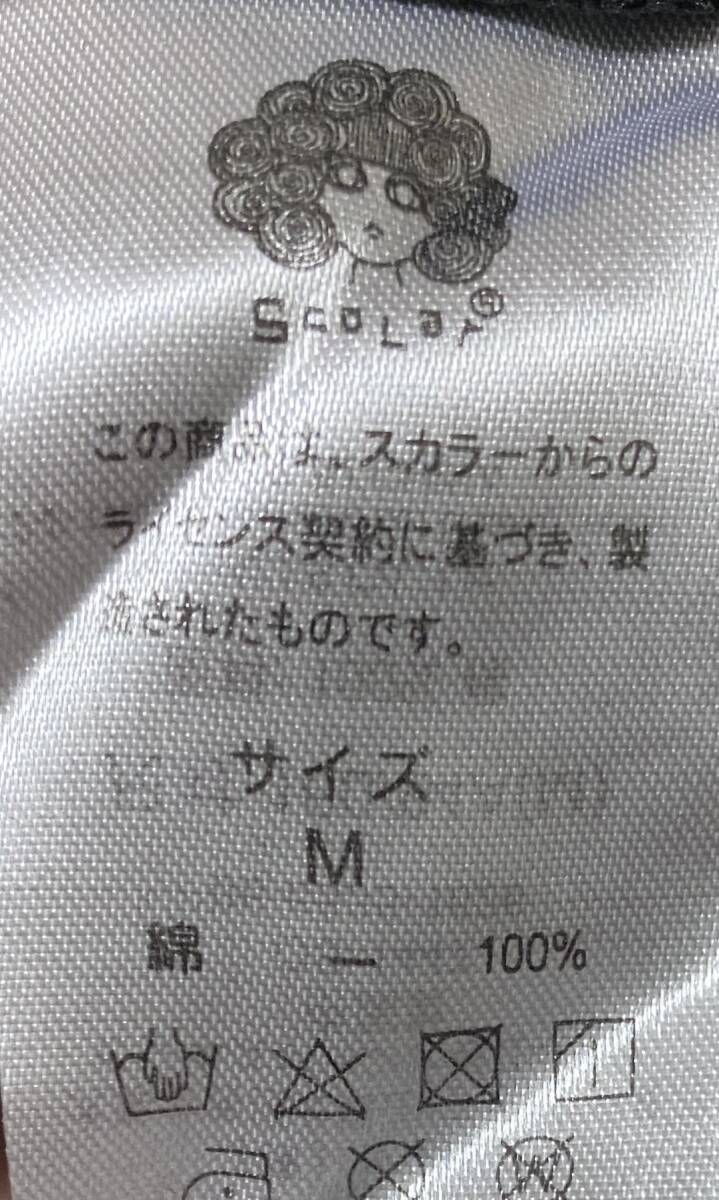 ScoLar®
この商品は、スカラーからの
ライセンス契約に基づき、製
造されたものです。
サイズ
M
綿 ー 100%
W